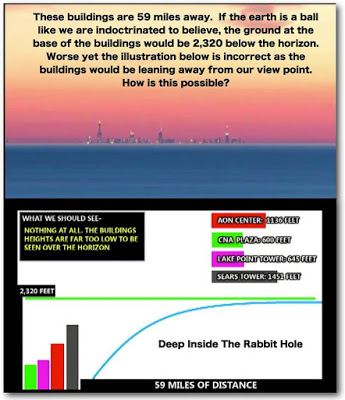 These buildings are 59 miles away.  If the earth is a ball
like we are indoctrinated to believe, the ground at the
base of the buildings would be 2,320 below the horizon.
Worse yet the illustration below is incorrect as the
buildings would be leaning away from our view point.
How is this possible?
WHAT WE SHOULD SEE-
NOTHING AT ALL. THE BUILDINGS
HEIGHTS ARE FAR TOO LOW TO BE
SEEN OVER THE HORIZON
AON CENTER: 1136 FEET
CNA PLAZA: 600 FEET
LAKE POINT TOWER: 645 FEET
SEARS TOWER: 1451 FEET
2,320 FEET
Deep Inside The Rabbit Hole
59 MILES OF DISTANCE